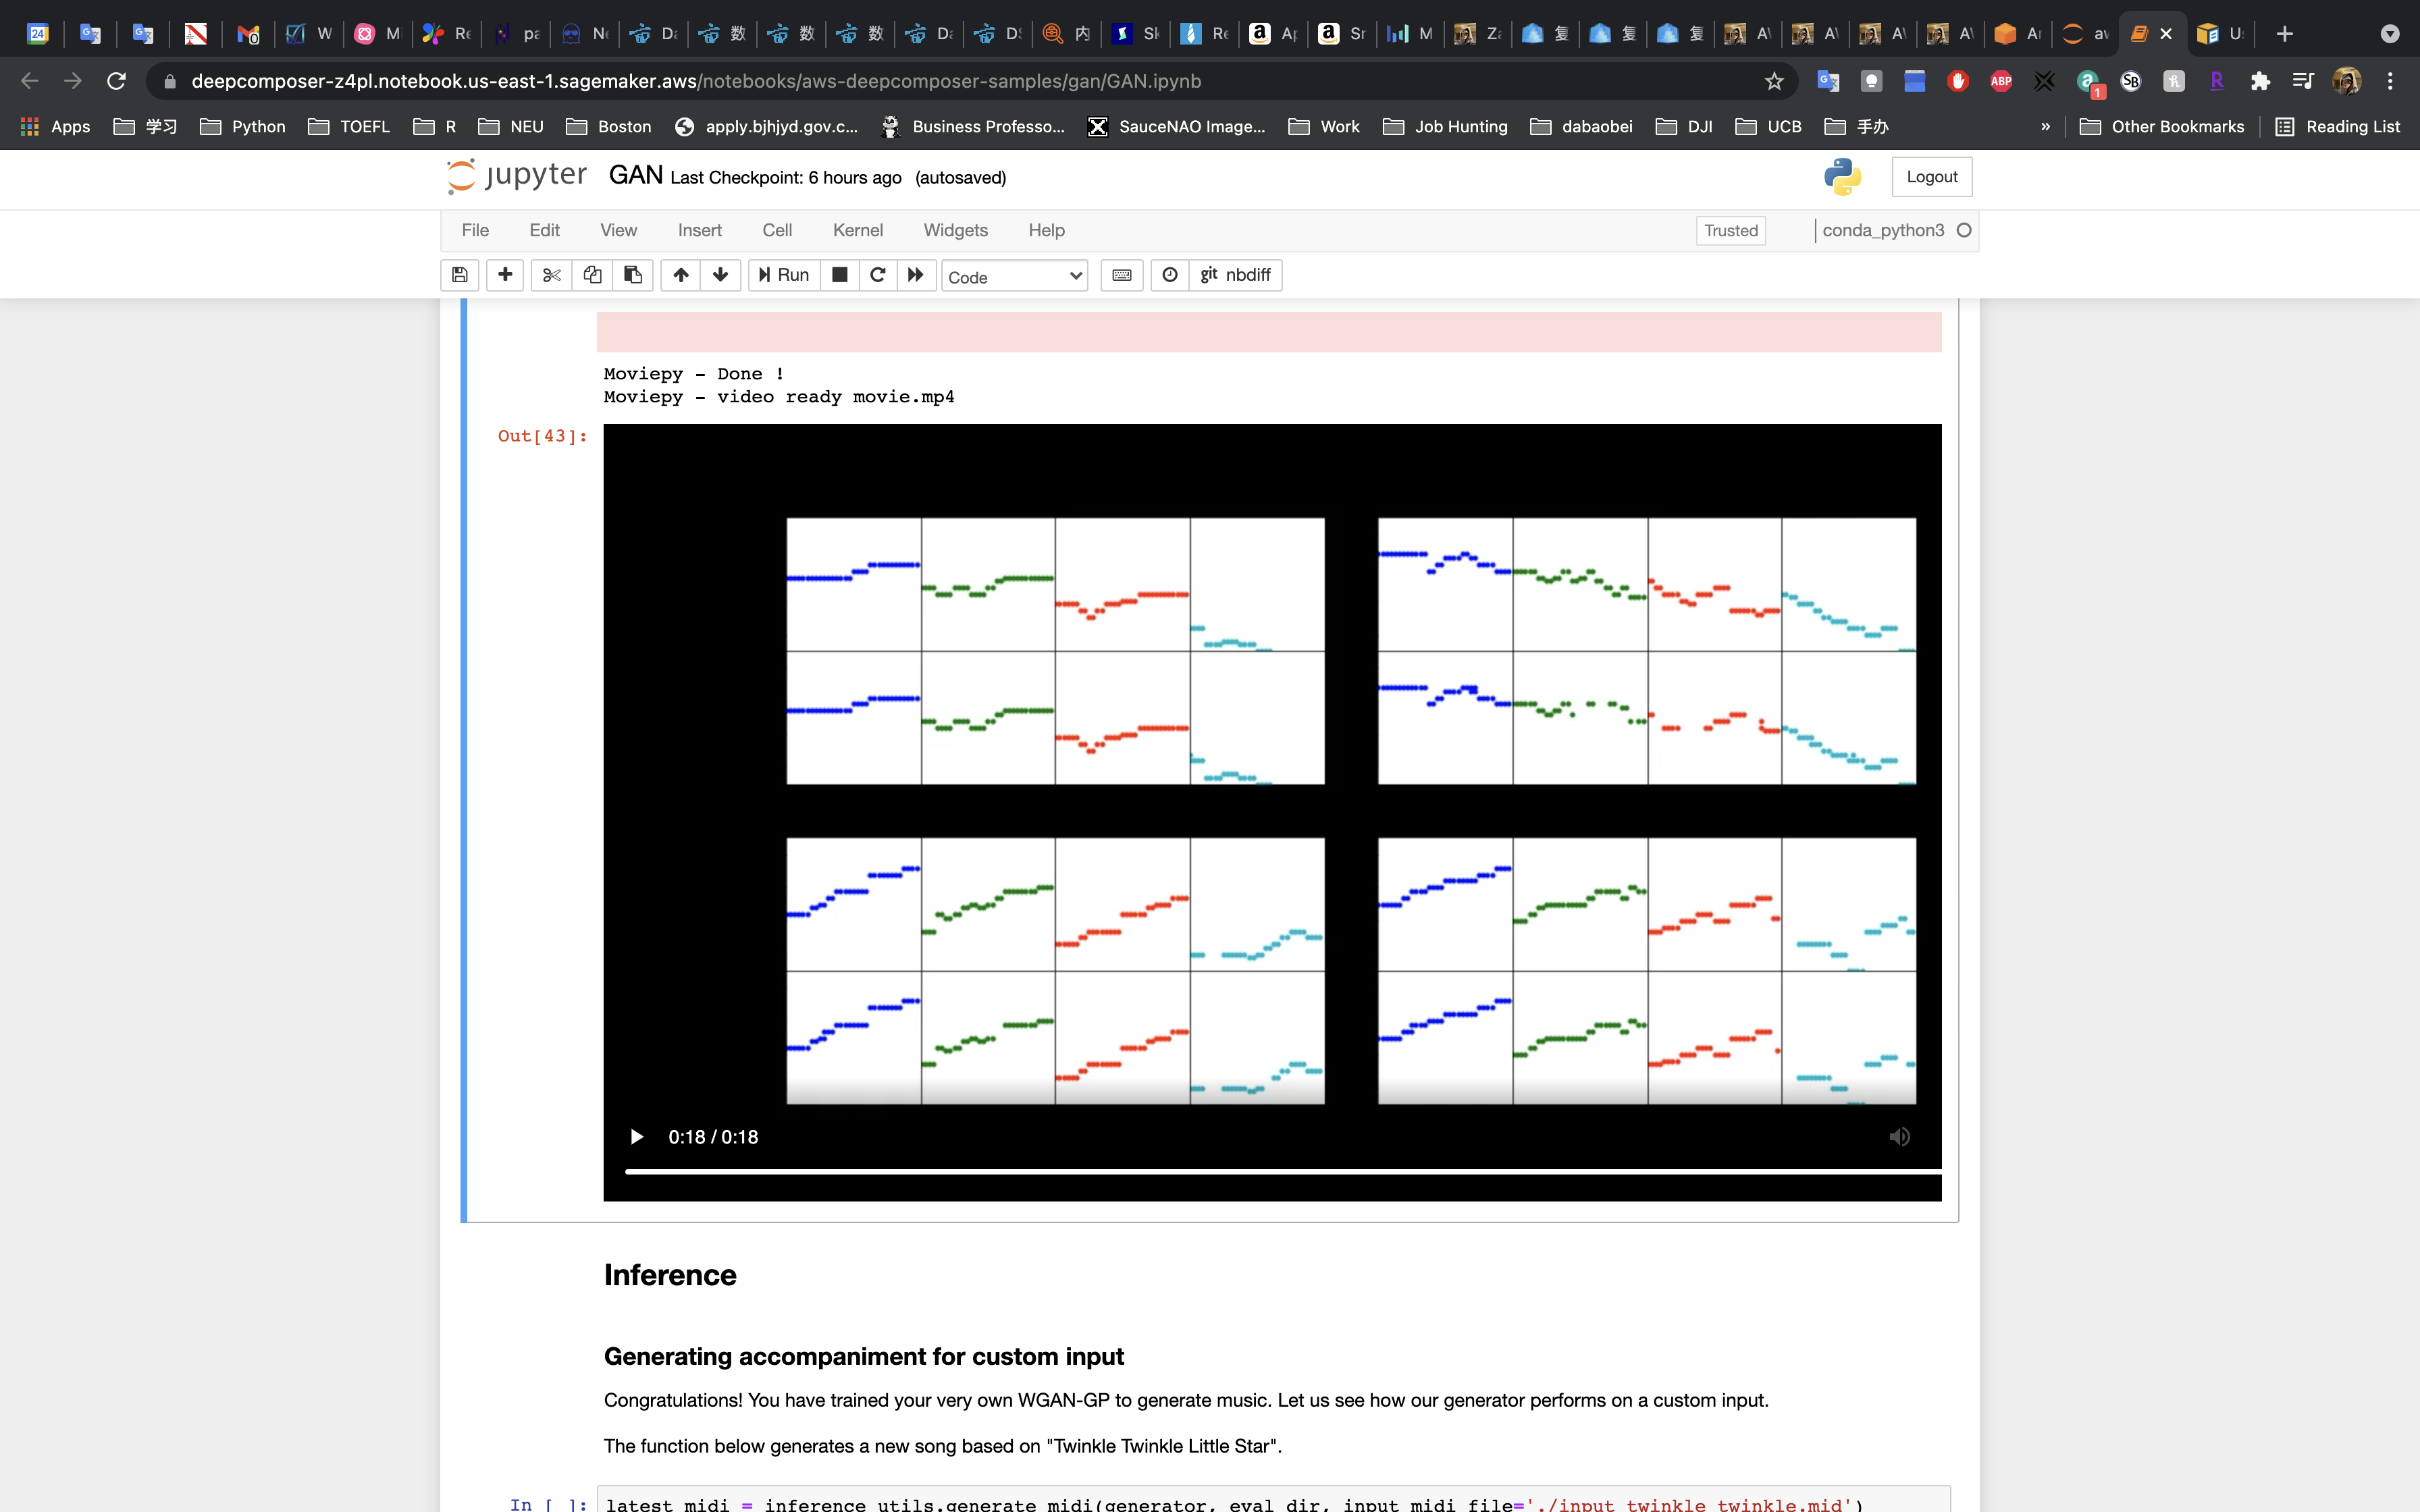 24 W M Re pa Ne Da 数 数 数 Da DS 内 Sk Re Ap Sr M Za 复 复 复 A\ A\ A\ A\ Ar av U
deepcomposer-z4pl.notebook.us-east-1.sagemaker.aws/notebooks/aws-deepcomposer-samples/gan/GAN.ipynb ABP 1 SB R
Apps 学习 Python TOEFL R NEU Boston apply.bjhjyd.gov.c... Business Professo... SauceNAO Image... Work Job Hunting dabaobei DJI UCB 手办 » Other Bookmarks Reading List
jupyter GAN Last Checkpoint: 6 hours ago (autosaved) Logout
File Edit View Insert Cell Kernel Widgets Help Trusted conda_python3
Run Code git nbdiff
Moviepy - Done !
Moviepy - video ready movie.mp4
Out[43]:
0:18 / 0:18
Inference
Generating accompaniment for custom input
Congratulations! You have trained your very own WGAN-GP to generate music. Let us see how our generator performs on a custom input.
The function below generates a new song based on "Twinkle Twinkle Little Star".
In [ ]: latest_midi = inference_utils.generate_midi(generator, eval_dir, input_midi_file='./input_twinkle_twinkle.mid')